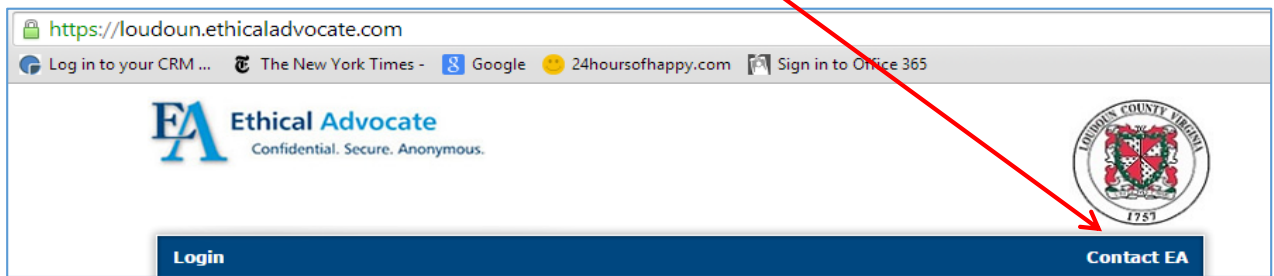 https://loudoun.ethicaladvocate.com
Log in to your CRM ... The New York Times - Google 24hoursofhappy.com Sign in to Office 365
EA Ethical Advocate
Confidential. Secure. Anonymous.
LOUDOUN COUNTY VIRGINIA
1757
Login Contact EA